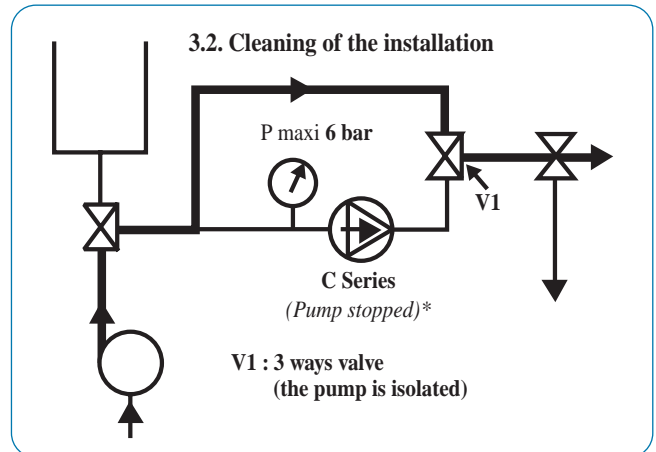 3.2. Cleaning of the installation
P maxi 6 bar
V1
C Series
(Pump stopped)*
V1 : 3 ways valve
(the pump is isolated)